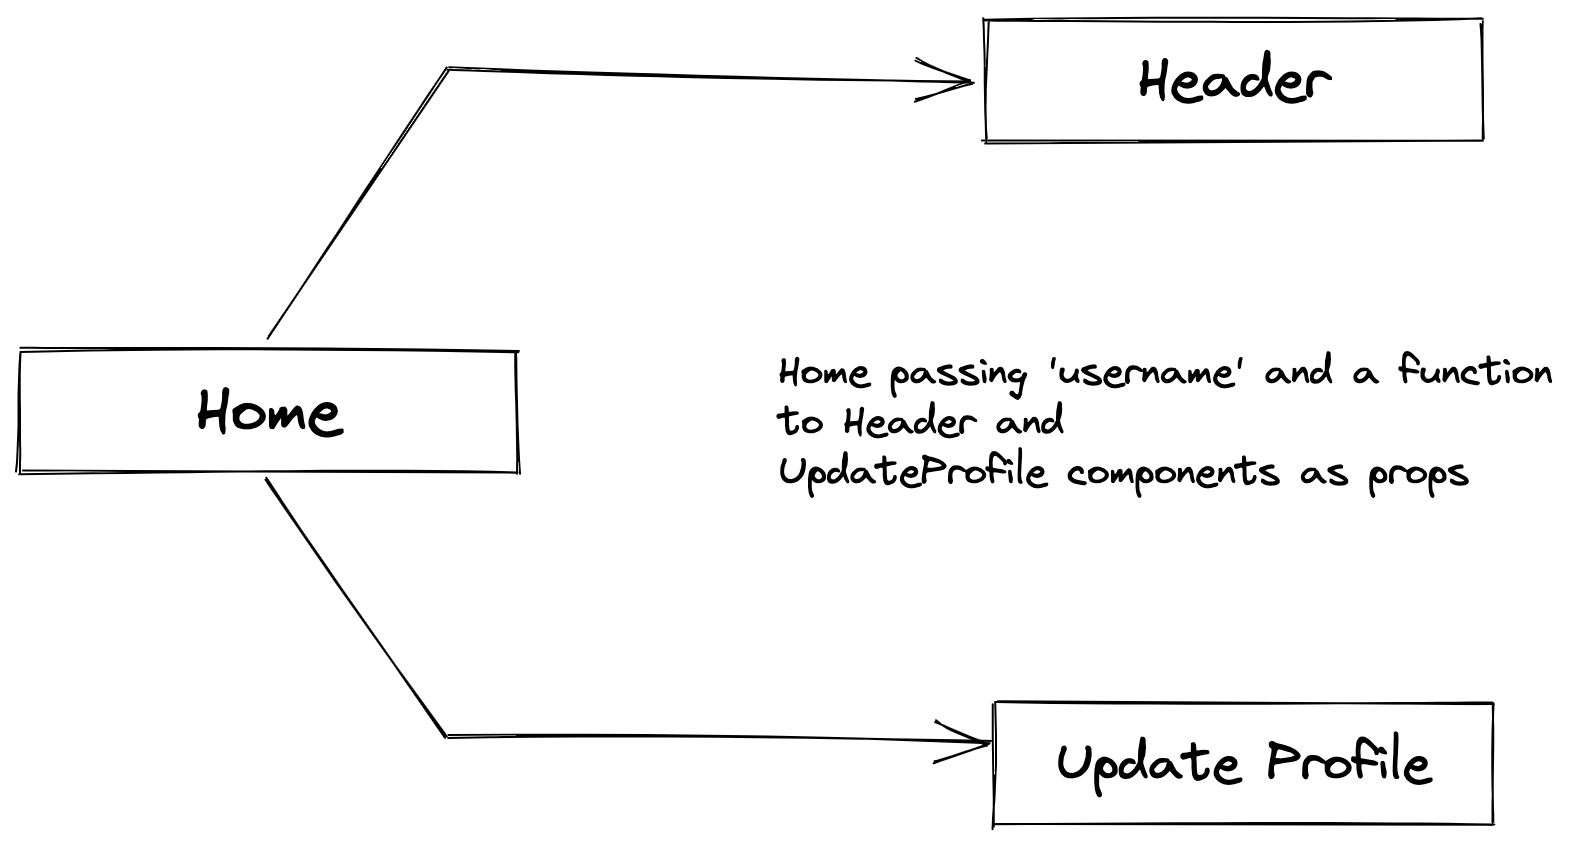 Header
Home
Home passing 'username' and a function
to Header and
UpdateProfile components as props
Update Profile